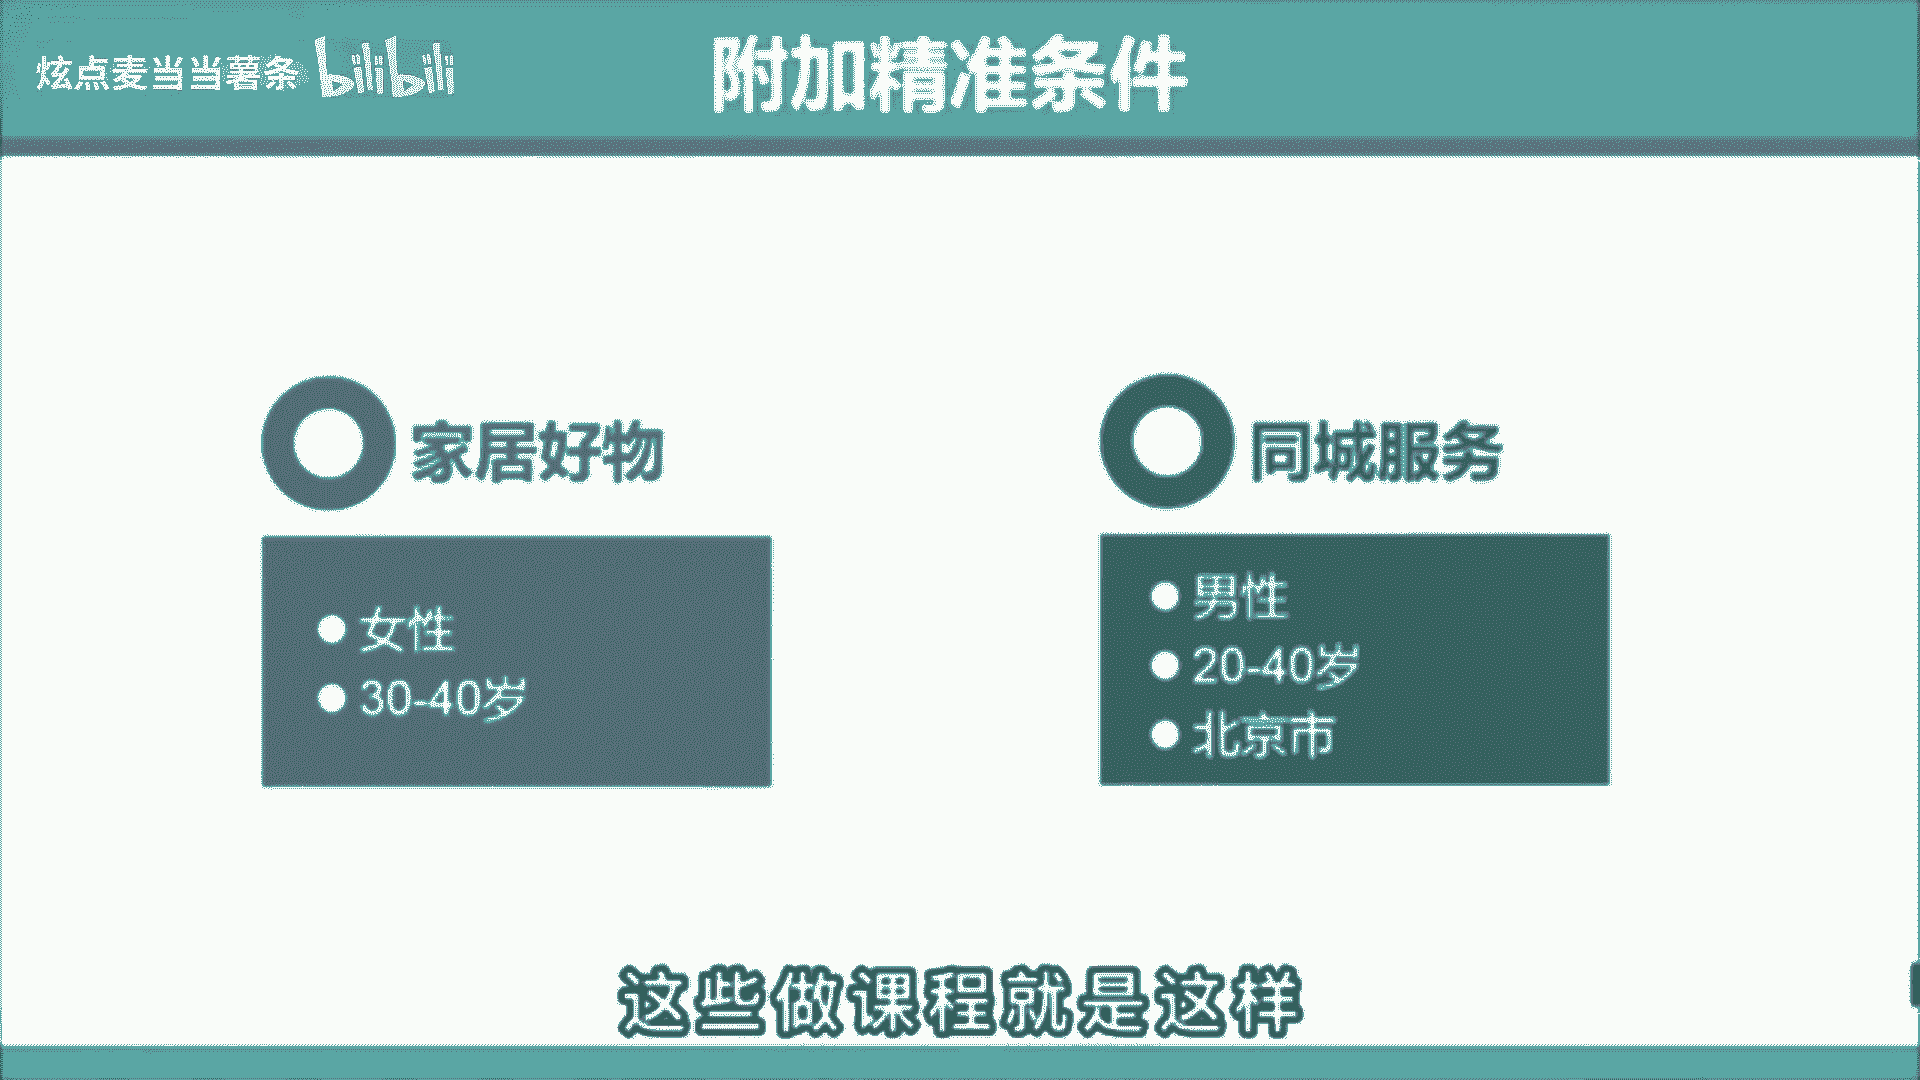 炫点麦当当薯条 bilibili
附加精准条件
家居好物
女性
30-40岁
同城服务
男性
20-40岁
北京市
这些做课程就是这样